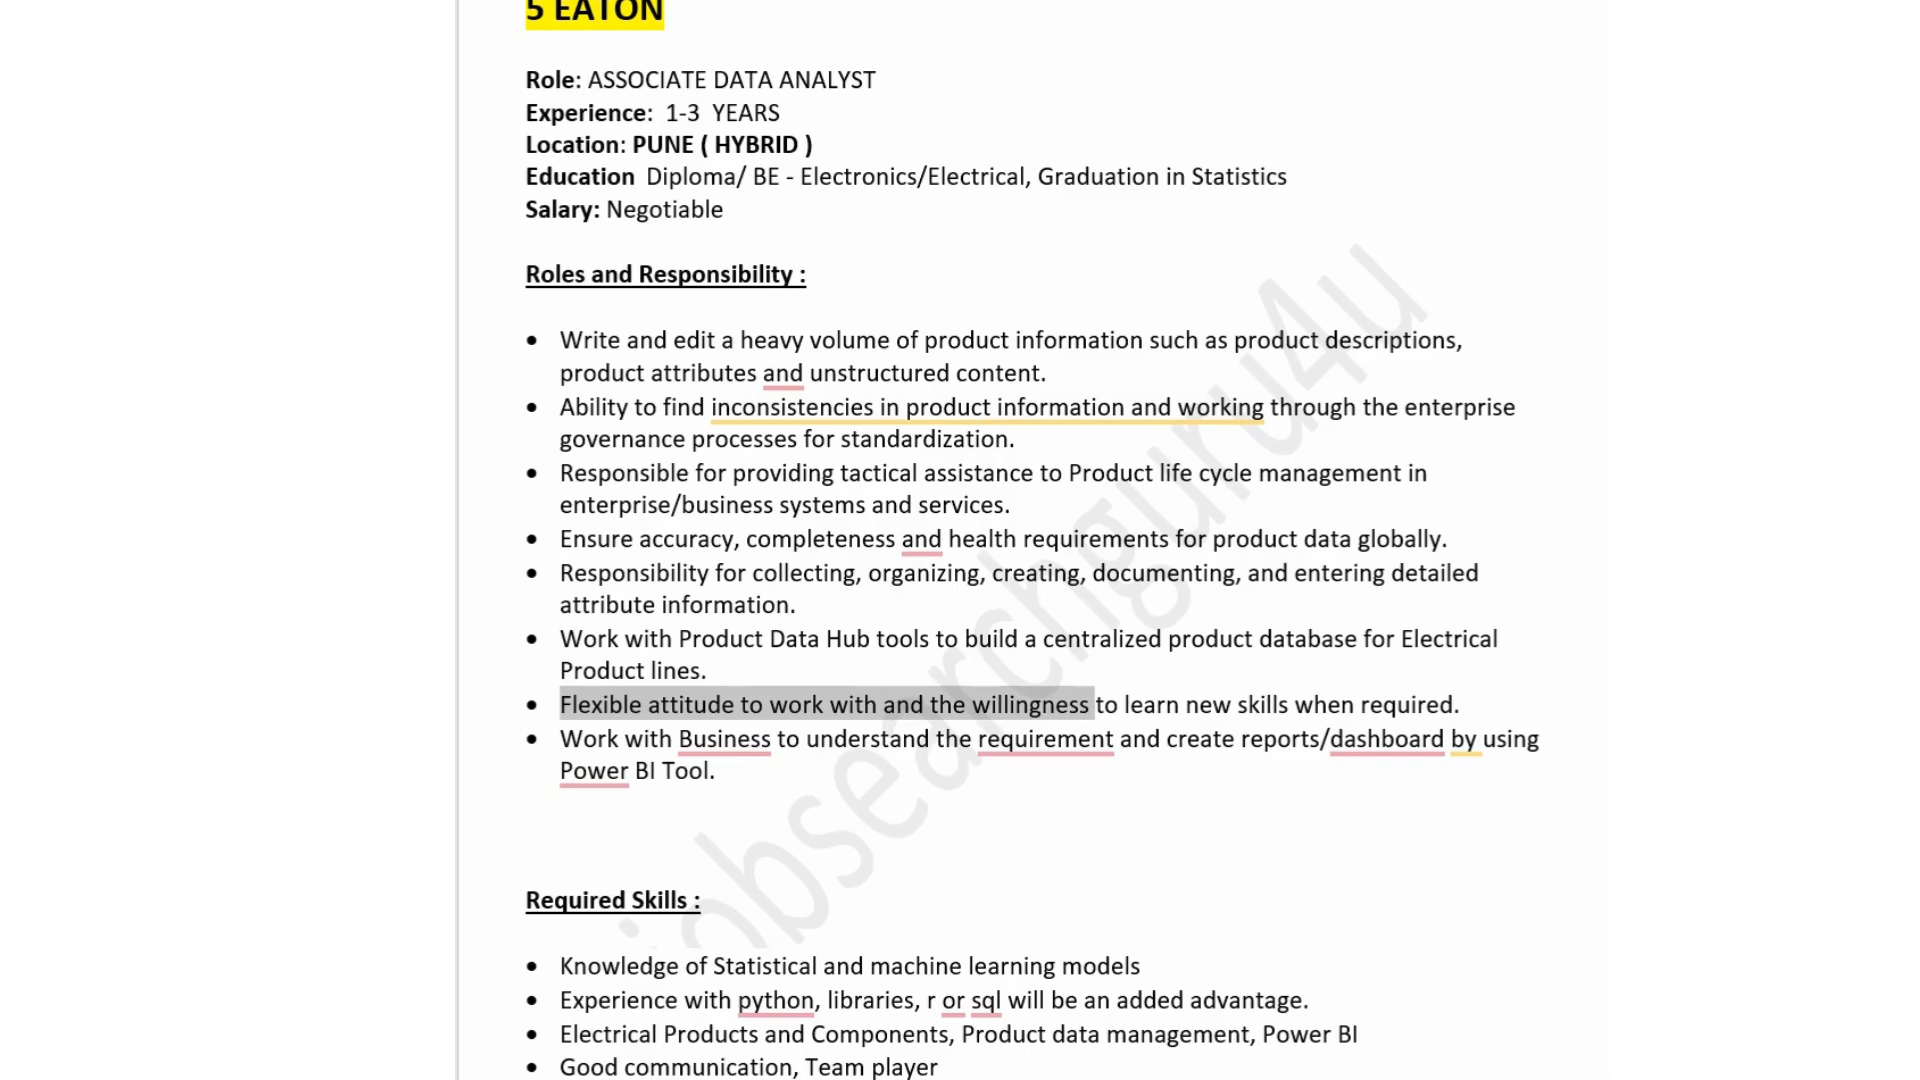 5 EATON
Role: ASSOCIATE DATA ANALYST
Experience: 1-3 YEARS
Location: PUNE ( HYBRID )
Education Diploma/ BE - Electronics/Electrical, Graduation in Statistics
Salary: Negotiable
Roles and Responsibility :
• Write and edit a heavy volume of product information such as product descriptions,
product attributes and unstructured content.
• Ability to find inconsistencies in product information and working through the enterprise
governance processes for standardization.
• Responsible for providing tactical assistance to Product life cycle management in
enterprise/business systems and services.
• Ensure accuracy, completeness and health requirements for product data globally.
• Responsibility for collecting, organizing, creating, documenting, and entering detailed
attribute information.
• Work with Product Data Hub tools to build a centralized product database for Electrical
Product lines.
• Flexible attitude to work with and the willingness to learn new skills when required.
• Work with Business to understand the requirement and create reports/dashboard by using
Power BI Tool.
Required Skills :
• Knowledge of Statistical and machine learning models
• Experience with python, libraries, r or sql will be an added advantage.
• Electrical Products and Components, Product data management, Power BI
• Good communication, Team player
jobsearchguru4u